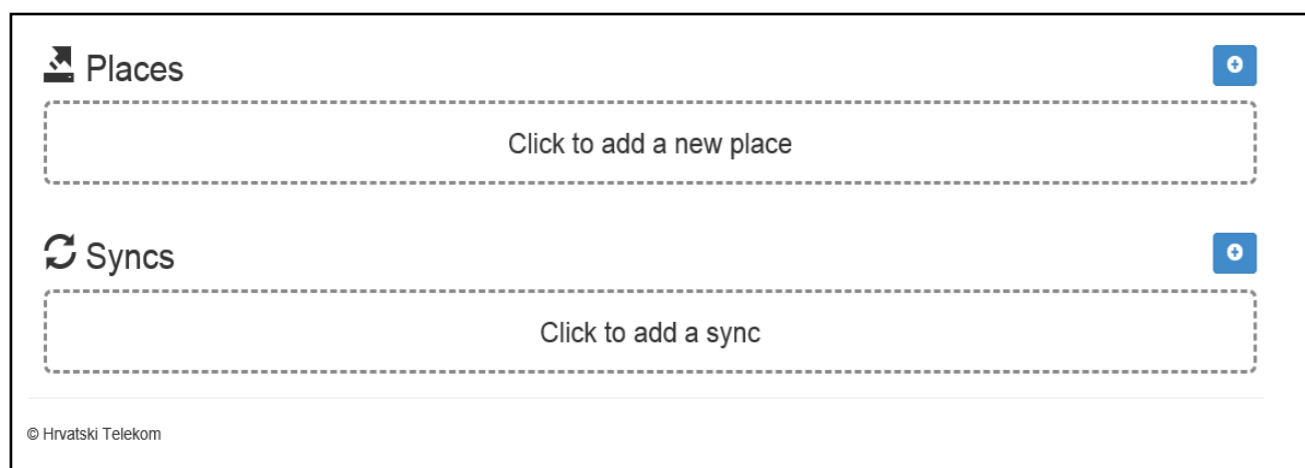 Places
Click to add a new place
Syncs
Click to add a sync
© Hrvatski Telekom